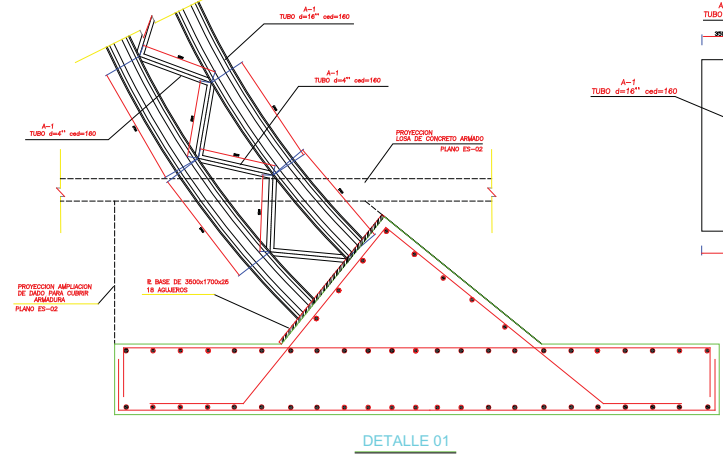 A-1
TUBO d=16" ced=160
A-1
TUBO d=4" ced=160
A-1
TUBO d=4" ced=160
PROYECCION
LOSA DE CONCRETO ARMADO
PLANO ES-02
PROYECCION AMPLIACION
DE DADO PARA CUBRIR
ARMADURA
PLANO ES-02
BASE DE 3500x1700x25
18 AGUJEROS
A-1
TUBO d=16" ced=160
TUBO
DETALLE 01